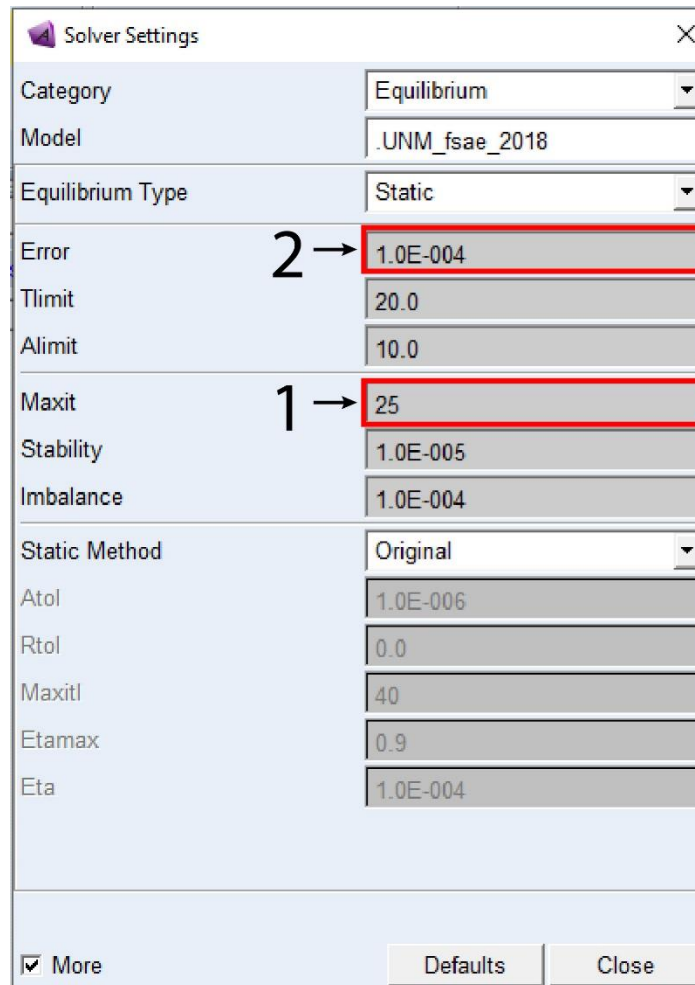 Solver Settings
Category Equilibrium
Model .UNM_fsae_2018
Equilibrium Type Static
Error 2 → 1.0E-004
Tlimit 20.0
Alimit 10.0
Maxit 1 → 25
Stability 1.0E-005
Imbalance 1.0E-004
Static Method Original
Atol 1.0E-006
Rtol 0.0
Maxitl 40
Etamax 0.9
Eta 1.0E-004
More Defaults Close